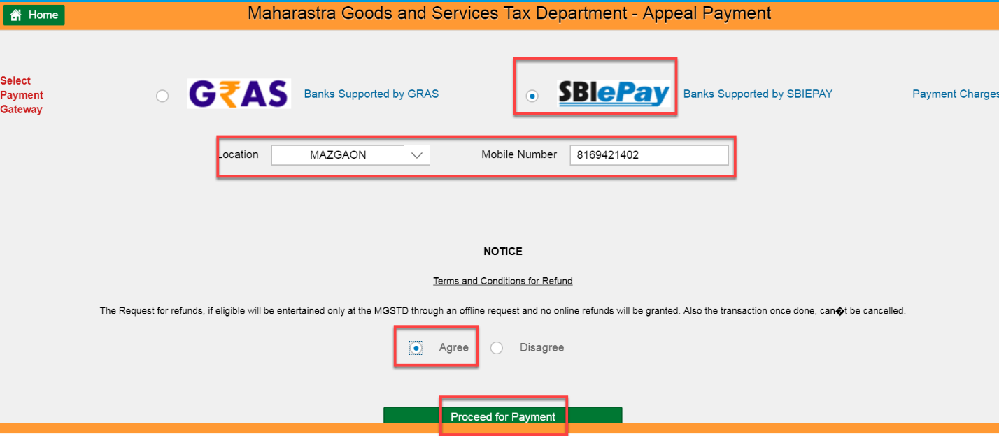 Home
Maharastra Goods and Services Tax Department - Appeal Payment
Select
Payment
Gateway
G₹AS
Banks Supported by GRAS
SBIePay
Banks Supported by SBIEPAY
Payment Charges
Location
MAZGAON
Mobile Number
8169421402
NOTICE
Terms and Conditions for Refund
The Request for refunds, if eligible will be entertained only at the MGSTD through an offline request and no online refunds will be granted. Also the transaction once done, can�t be cancelled.
Agree
Disagree
Proceed for Payment